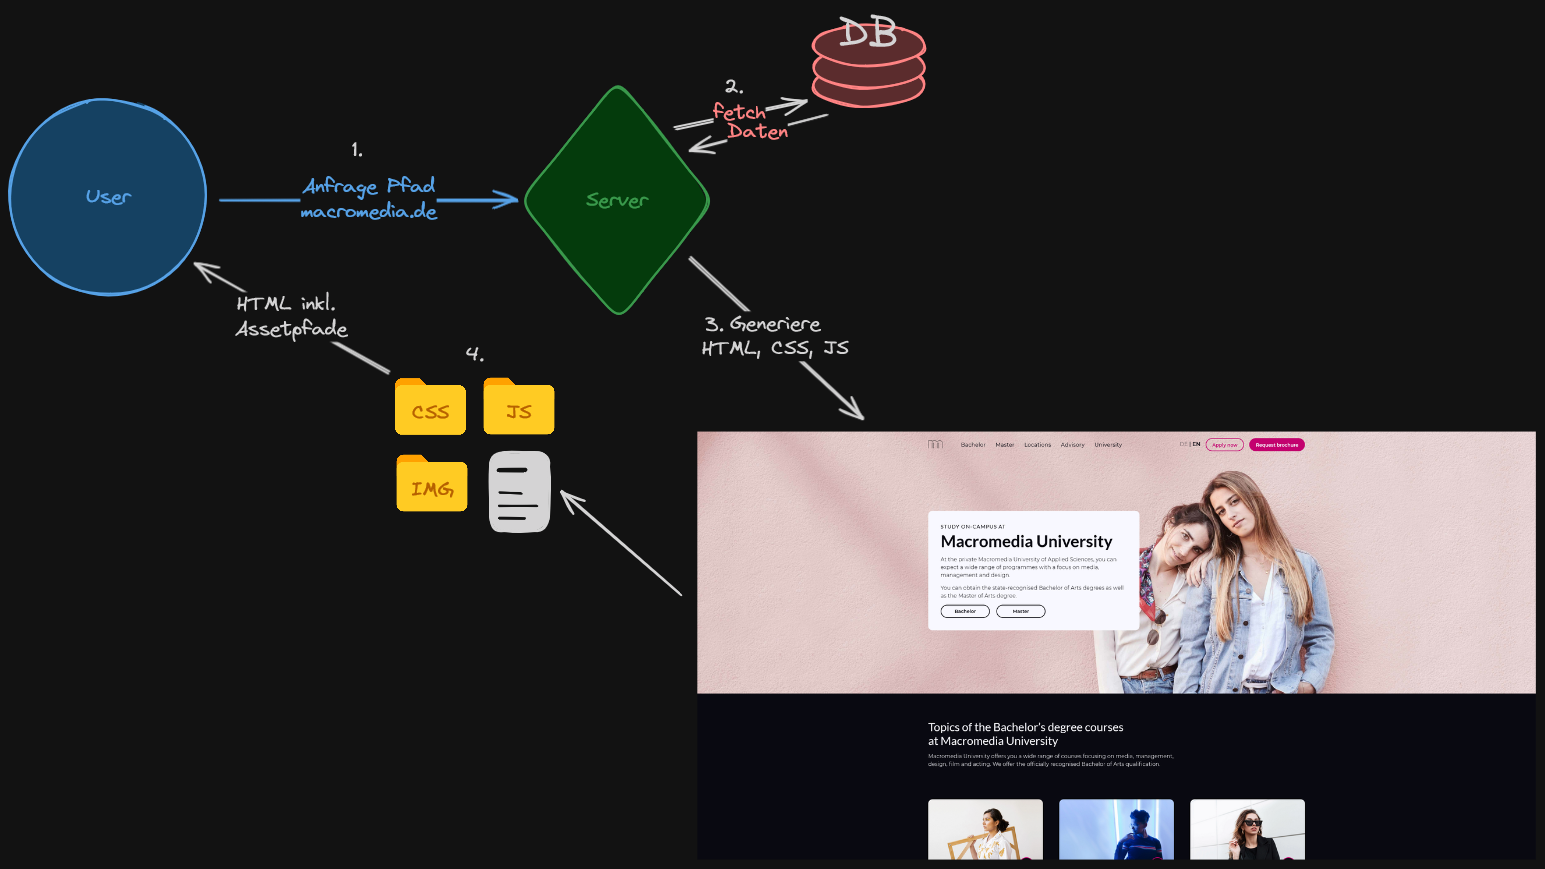 DB
2.
fetch
Daten
1.
User
Anfrage Pfad
macromedia.de
Server
HTML inkl.
Assetpfade
3. Generiere
HTML, CSS, JS
4.
CSS
JS
IMG
Bachelor Master Locations Advisory University DE | EN Apply now Request brochure
STUDY ON-CAMPUS AT
Macromedia University
At the private Macromedia University of Applied Sciences, you can
expect a wide range of programmes with a focus on media,
management and design.
You can obtain the state-recognised Bachelor of Arts degrees as well
as the Master of Arts degree.
Bachelor Master
Topics of the Bachelor's degree courses
at Macromedia University
Macromedia University offers you a wide range of courses focusing on media, management,
design, film and acting. We offer the officially recognised Bachelor of Arts qualification.